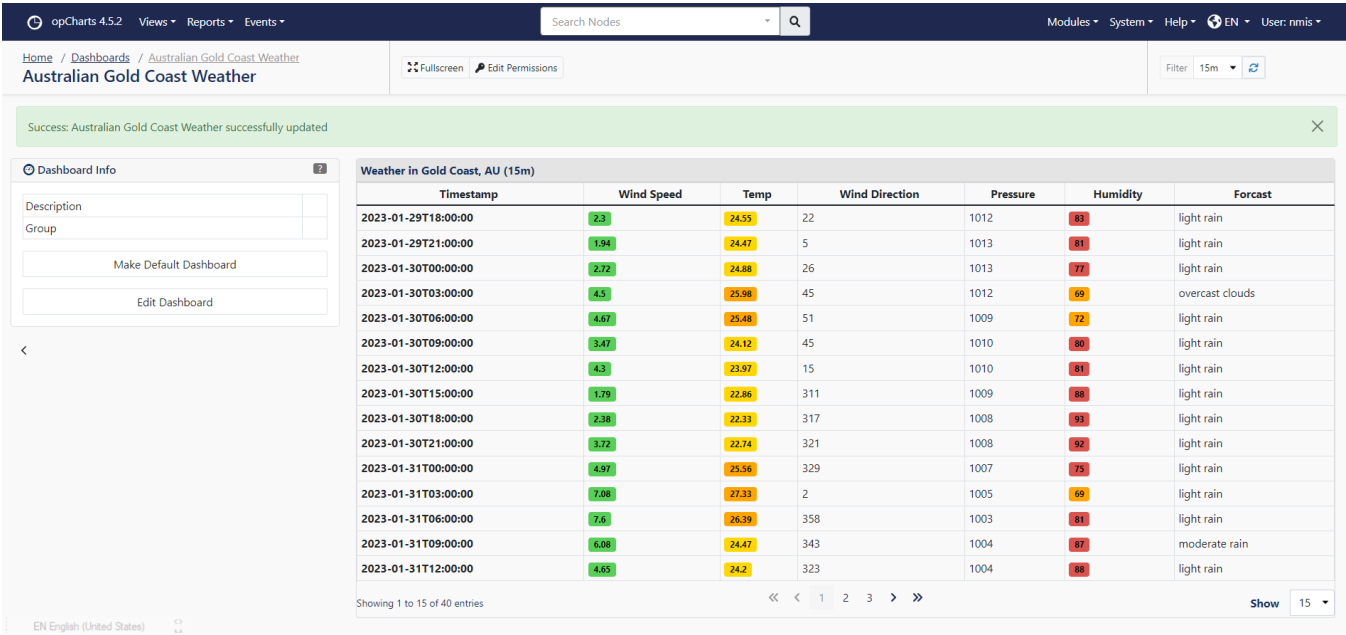 opCharts 4.5.2 Views Reports Events Search Nodes Modules System Help EN User: nmis
Home / Dashboards / Australian Gold Coast Weather
Australian Gold Coast Weather
Fullscreen Edit Permissions
Filter 15m
Success: Australian Gold Coast Weather successfully updated
Dashboard Info ?
Description
Group
Make Default Dashboard
Edit Dashboard
Weather in Gold Coast, AU (15m)
Timestamp Wind Speed Temp Wind Direction Pressure Humidity Forcast
2023-01-29T18:00:00 2.3 24.55 22 1012 83 light rain
2023-01-29T21:00:00 1.94 24.47 5 1013 81 light rain
2023-01-30T00:00:00 2.72 24.88 26 1013 77 light rain
2023-01-30T03:00:00 4.5 25.98 45 1012 69 overcast clouds
2023-01-30T06:00:00 4.67 25.48 51 1009 72 light rain
2023-01-30T09:00:00 3.47 24.12 45 1010 80 light rain
2023-01-30T12:00:00 4.3 23.97 15 1010 81 light rain
2023-01-30T15:00:00 1.79 22.86 311 1009 88 light rain
2023-01-30T18:00:00 2.38 22.33 317 1008 93 light rain
2023-01-30T21:00:00 3.72 22.74 321 1008 92 light rain
2023-01-31T00:00:00 4.97 25.56 329 1007 75 light rain
2023-01-31T03:00:00 7.08 27.33 2 1005 69 light rain
2023-01-31T06:00:00 7.6 26.39 358 1003 81 light rain
2023-01-31T09:00:00 6.08 24.47 343 1004 87 moderate rain
2023-01-31T12:00:00 4.65 24.2 323 1004 88 light rain
Showing 1 to 15 of 40 entries « ‹ 1 2 3 › » Show 15
EN English (United States)